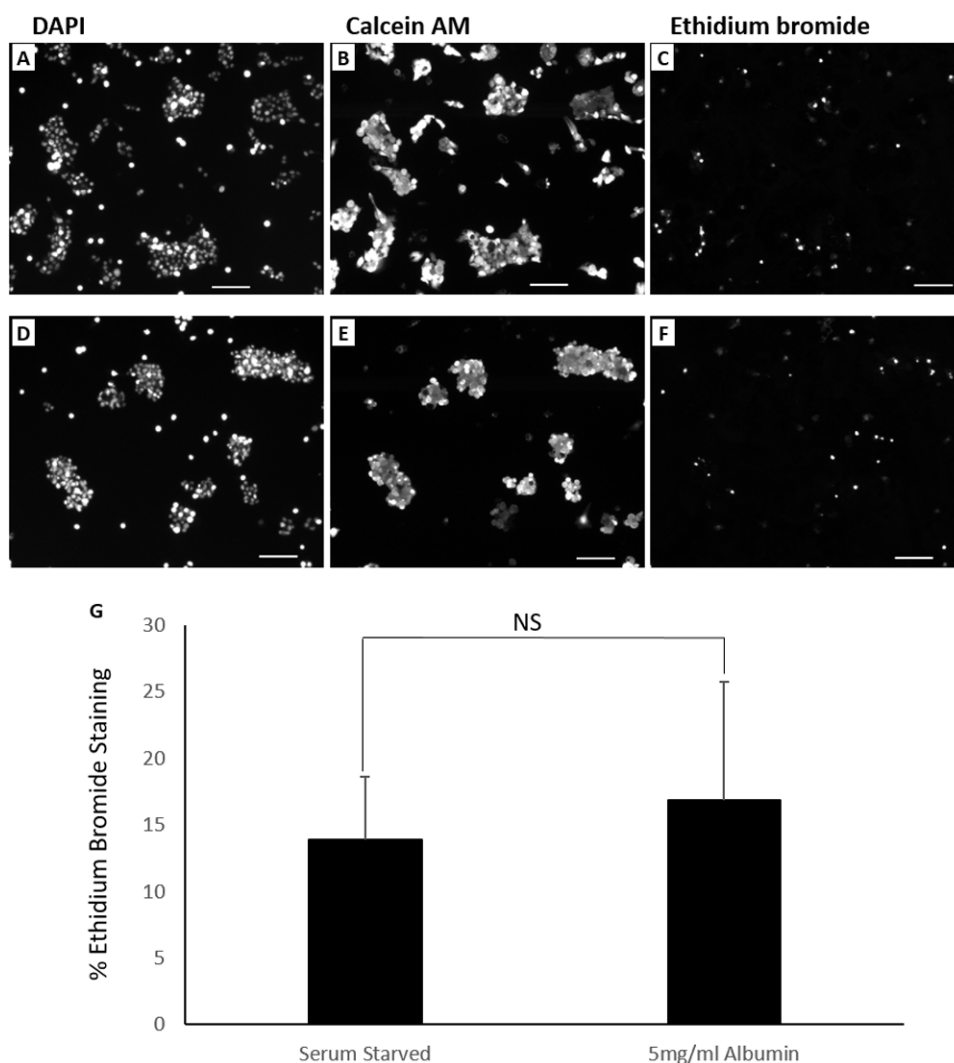 DAPI Calcein AM Ethidium bromide
A B C
D E F
G
30
NS
25
20
15
10
5
0
% Ethidium Bromide Staining
Serum Starved 5mg/ml Albumin